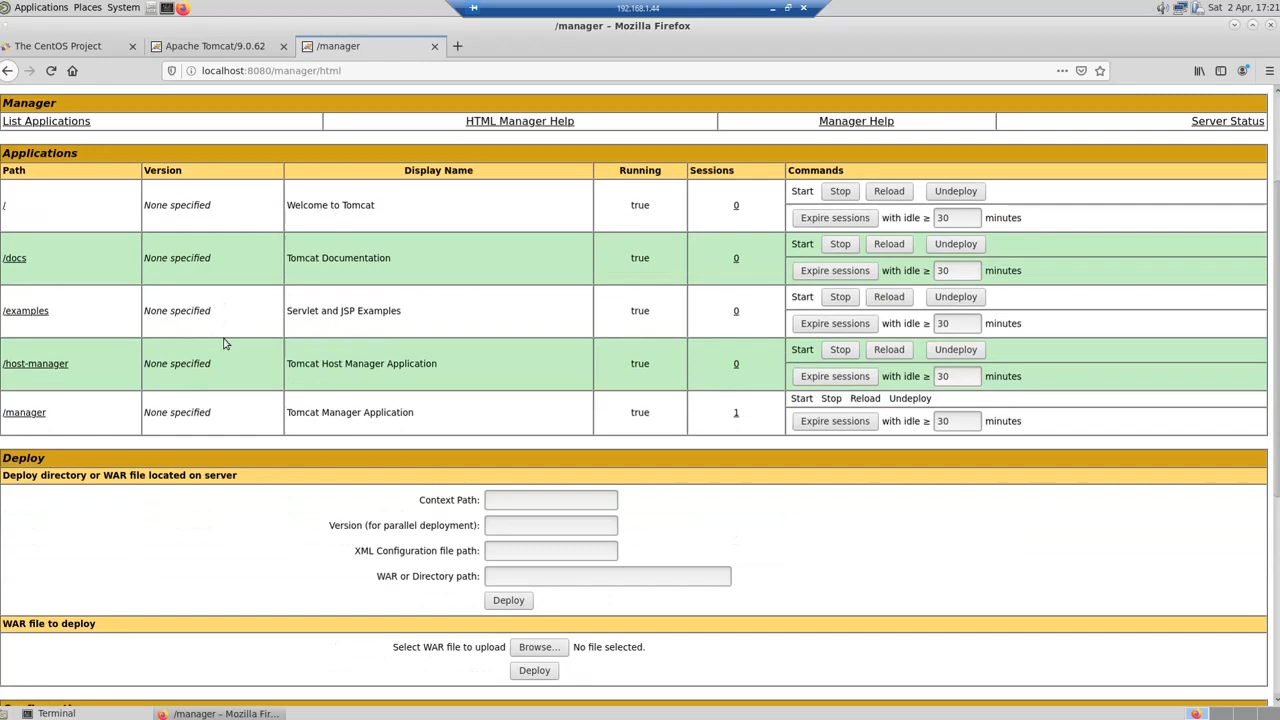 Applications Places System
192.168.1.44
Sat 2 Apr, 17:21
/manager – Mozilla Firefox
The CentOS Project
Apache Tomcat/9.0.62
/manager
localhost:8080/manager/html
Manager
List Applications HTML Manager Help Manager Help Server Status
Applications
Path Version Display Name Running Sessions Commands
/ None specified Welcome to Tomcat true 0 Start Stop Reload Undeploy
Expire sessions with idle ≥ 30 minutes
/docs None specified Tomcat Documentation true 0 Start Stop Reload Undeploy
Expire sessions with idle ≥ 30 minutes
/examples None specified Servlet and JSP Examples true 0 Start Stop Reload Undeploy
Expire sessions with idle ≥ 30 minutes
/host-manager None specified Tomcat Host Manager Application true 0 Start Stop Reload Undeploy
Expire sessions with idle ≥ 30 minutes
/manager None specified Tomcat Manager Application true 1 Start Stop Reload Undeploy
Expire sessions with idle ≥ 30 minutes
Deploy
Deploy directory or WAR file located on server
Context Path:
Version (for parallel deployment):
XML Configuration file path:
WAR or Directory path:
Deploy
WAR file to deploy
Select WAR file to upload Browse... No file selected.
Deploy
Terminal
/manager – Mozilla Fir...